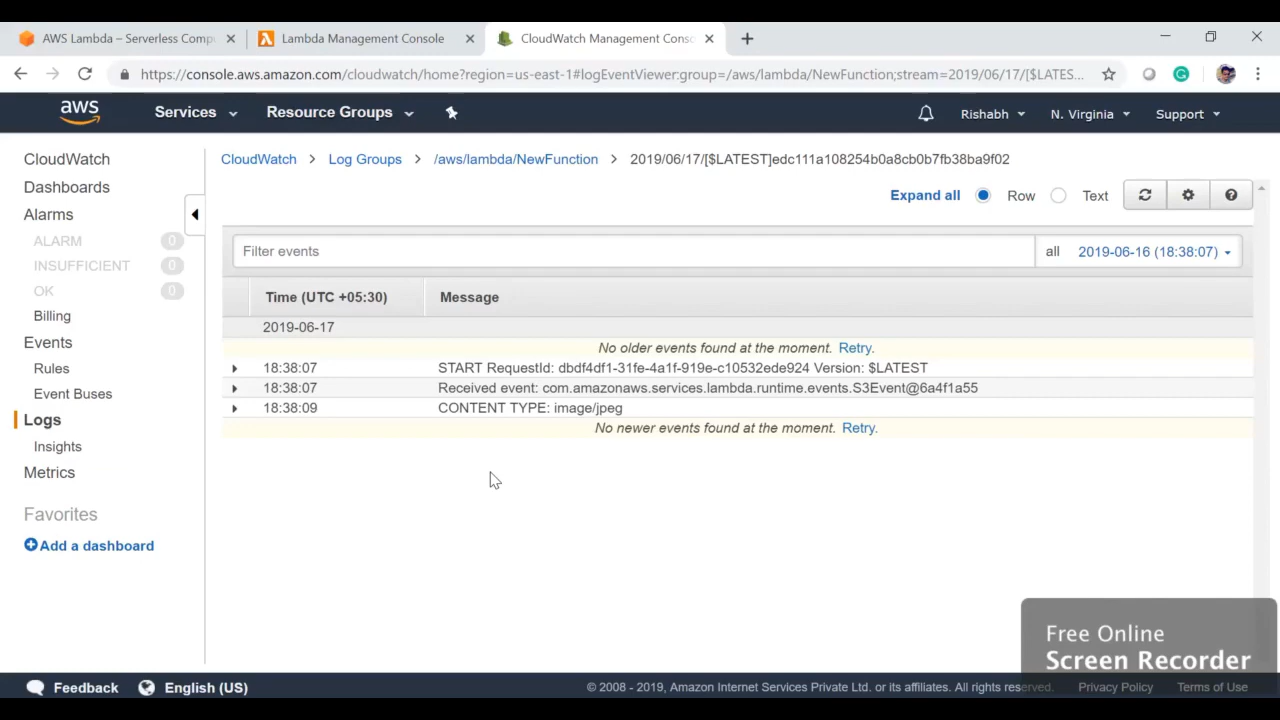 AWS Lambda – Serverless Compu
Lambda Management Console
CloudWatch Management Conso
https://console.aws.amazon.com/cloudwatch/home?region=us-east-1#logEventViewer:group=/aws/lambda/NewFunction;stream=2019/06/17/[$LATES...
aws
Services
Resource Groups
Rishabh
N. Virginia
Support
CloudWatch
Dashboards
Alarms
ALARM 0
INSUFFICIENT 0
OK 0
Billing
Events
Rules
Event Buses
Logs
Insights
Metrics
Favorites
Add a dashboard
CloudWatch > Log Groups > /aws/lambda/NewFunction > 2019/06/17/[$LATEST]edc111a108254b0a8cb0b7fb38ba9f02
Expand all Row Text
Filter events
all 2019-06-16 (18:38:07)
Time (UTC +05:30) Message
2019-06-17
No older events found at the moment. Retry.
18:38:07 START RequestId: dbdf4df1-31fe-4a1f-919e-c10532ede924 Version: $LATEST
18:38:07 Received event: com.amazonaws.services.lambda.runtime.events.S3Event@6a4f1a55
18:38:09 CONTENT TYPE: image/jpeg
No newer events found at the moment. Retry.
Free Online
Screen Recorder
Feedback
English (US)
© 2008 - 2019, Amazon Internet Services Private Ltd. or its affiliates. All rights reserved.
Privacy Policy
Terms of Use